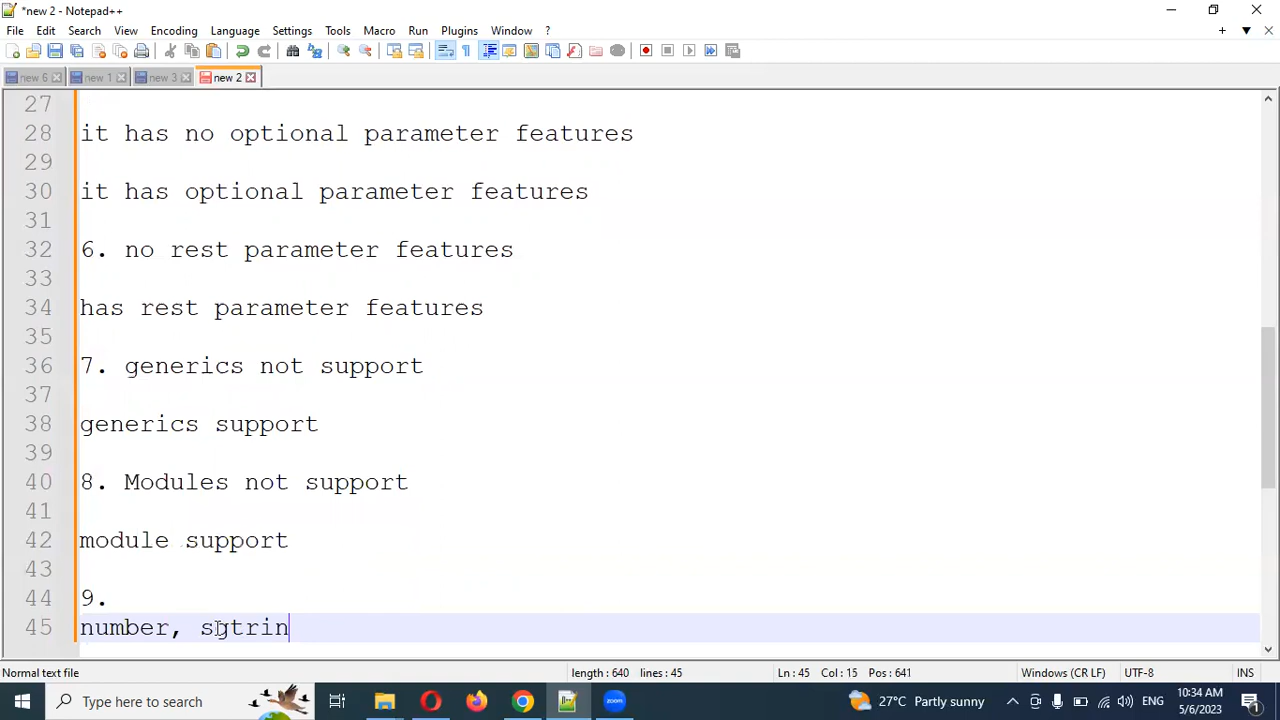 *new 2 - Notepad++
File Edit Search View Encoding Language Settings Tools Macro Run Plugins Window ?
new 6 new 1 new 3 new 2
27
28 it has no optional parameter features
29
30 it has optional parameter features
31
32 6. no rest parameter features
33
34 has rest parameter features
35
36 7. generics not support
37
38 generics support
39
40 8. Modules not support
41
42 module support
43
44 9.
45 number, sgtrin
Normal text file length : 640 lines : 45 Ln : 45 Col : 15 Pos : 641 Windows (CR LF) UTF-8 INS
Type here to search 27°C Partly sunny ENG 10:34 AM
5/6/2023